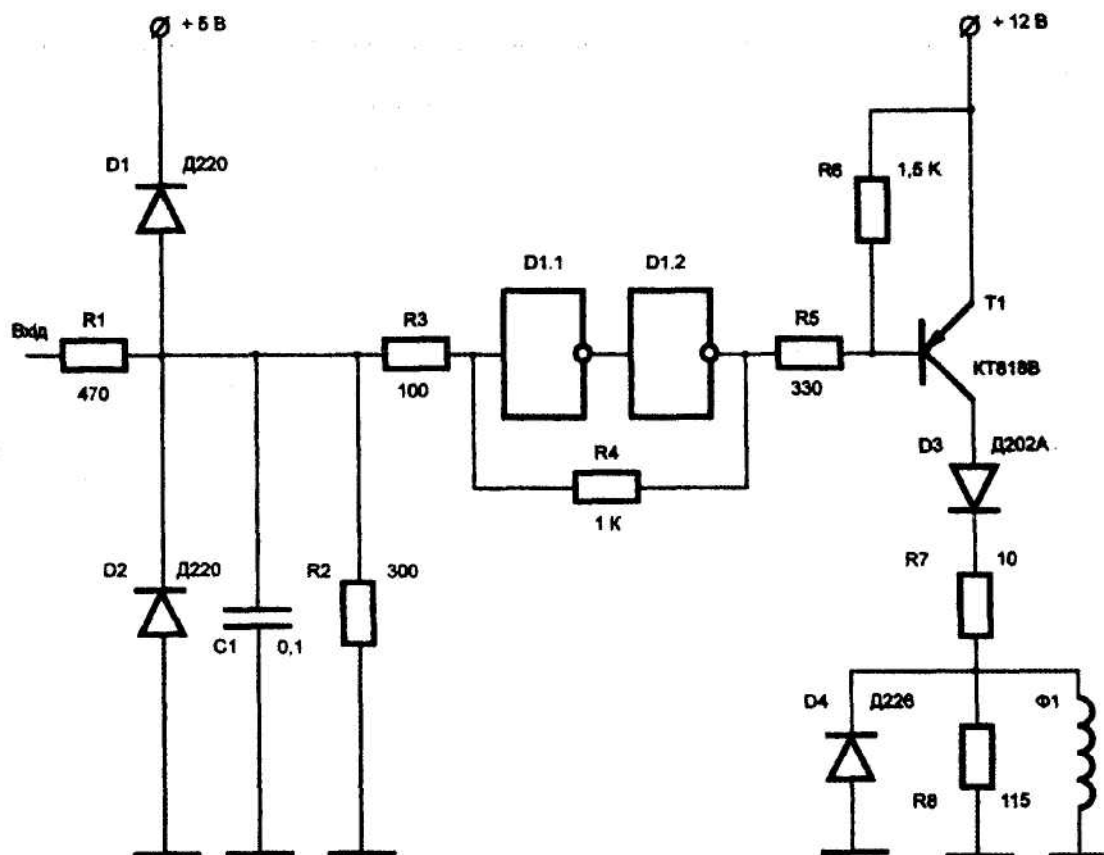 + 5 В
+ 12 В
D1
Д220
R6
1,5 К
D1.1
D1.2
T1
Вхід
R1
R3
R5
470
100
330
КТ818В
R4
D3
Д202А
1 К
D2
Д220
R2
300
R7
10
C1
0,1
D4
Д226
Ф1
R8
115